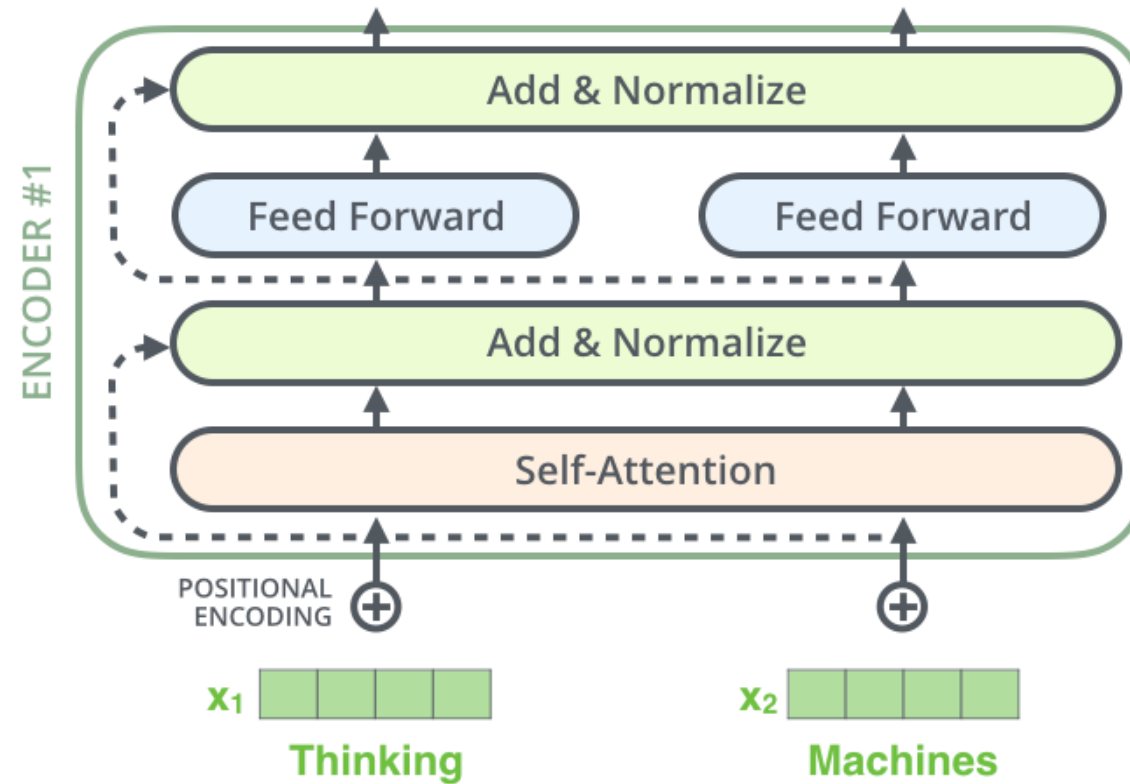 ENCODER #1
Add & Normalize
Feed Forward
Feed Forward
Add & Normalize
Self-Attention
POSITIONAL
ENCODING
x₁
x₂
Thinking
Machines